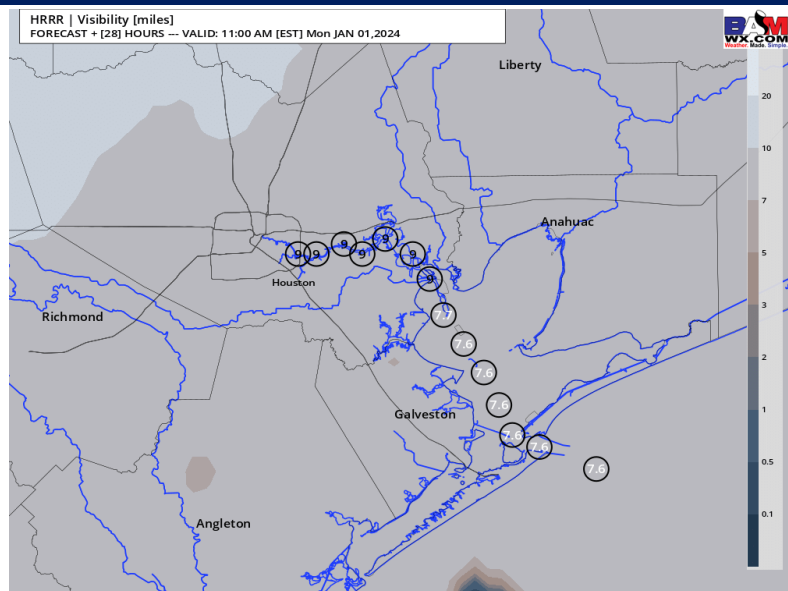 HRRR | Visibility [miles]
FORECAST + [28] HOURS --- VALID: 11:00 AM [EST] Mon JAN 01,2024
BAM
WX.COM
Weather. Made. Simple.
Liberty
20
10
7
Anahuac
9 9 9 9 9 9
5
9
Houston
3
Richmond
7.7
7.6
2
7.6
1
7.6
Galveston
7.6
7.6
0.5
7.6
0.1
Angleton